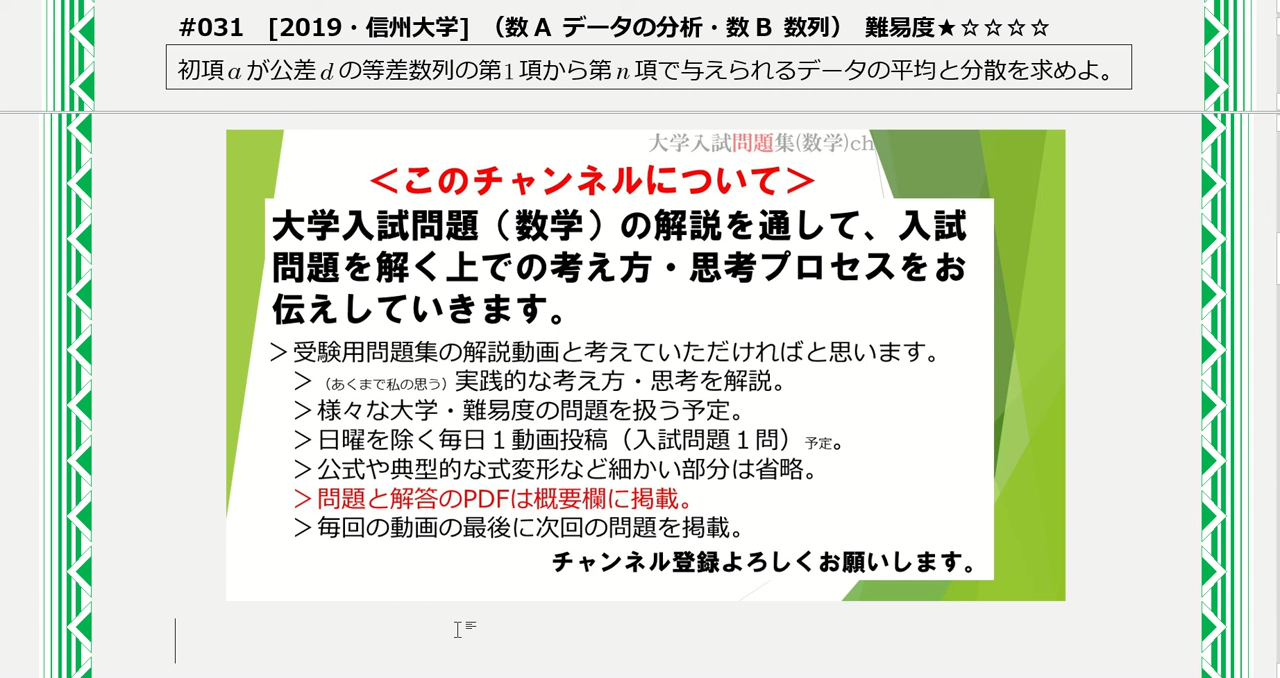 #031 [2019・信州大学] （数A データの分析・数B 数列） 難易度★☆☆☆☆
初項aが公差dの等差数列の第1項から第n項で与えられるデータの平均と分散を求めよ。
大学入試問題集(数学)ch
＜このチャンネルについて＞
大学入試問題（数学）の解説を通して、入試
問題を解く上での考え方・思考プロセスをお
伝えしていきます。
＞受験用問題集の解説動画と考えていただければと思います。
＞（あくまで私の思う）実践的な考え方・思考を解説。
＞様々な大学・難易度の問題を扱う予定。
＞日曜を除く毎日１動画投稿（入試問題１問）予定。
＞公式や典型的な式変形など細かい部分は省略。
＞問題と解答のPDFは概要欄に掲載。
＞毎回の動画の最後に次回の問題を掲載。
チャンネル登録よろしくお願いします。